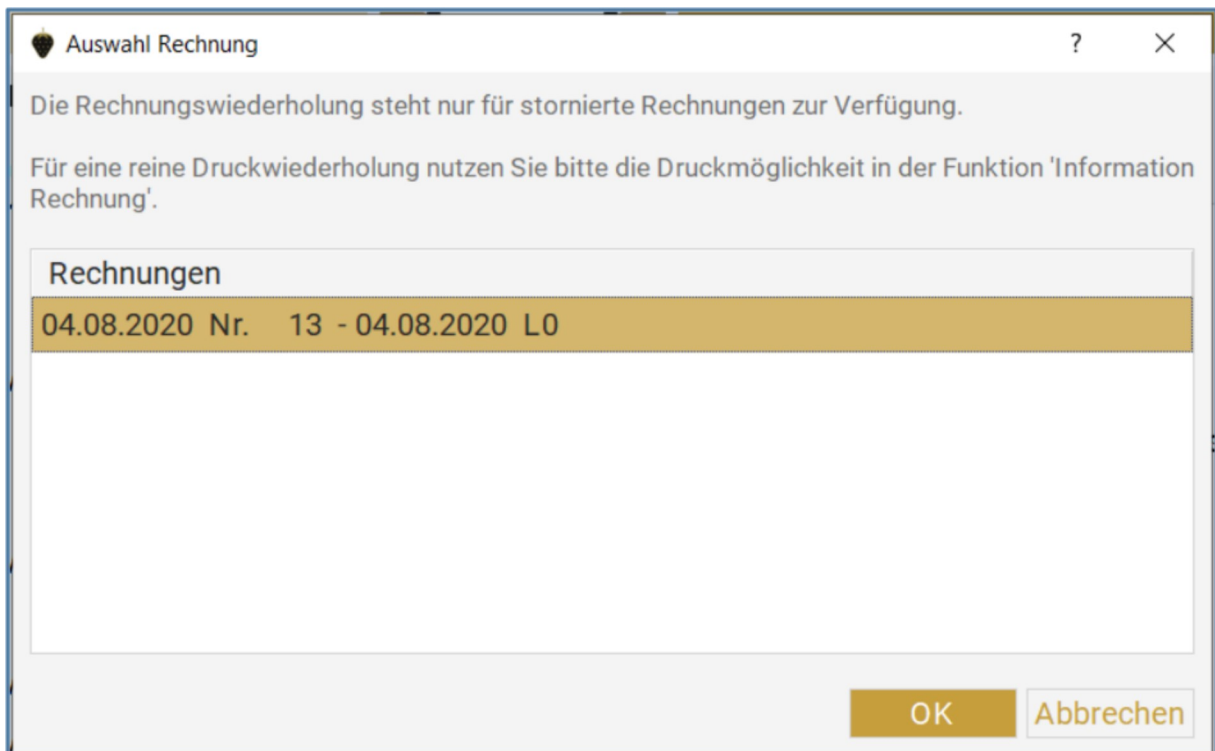 Auswahl Rechnung ?
Die Rechnungswiederholung steht nur für stornierte Rechnungen zur Verfügung.
Für eine reine Druckwiederholung nutzen Sie bitte die Druckmöglichkeit in der Funktion 'Information
Rechnung'.
Rechnungen
04.08.2020 Nr. 13 - 04.08.2020 L0
OK Abbrechen